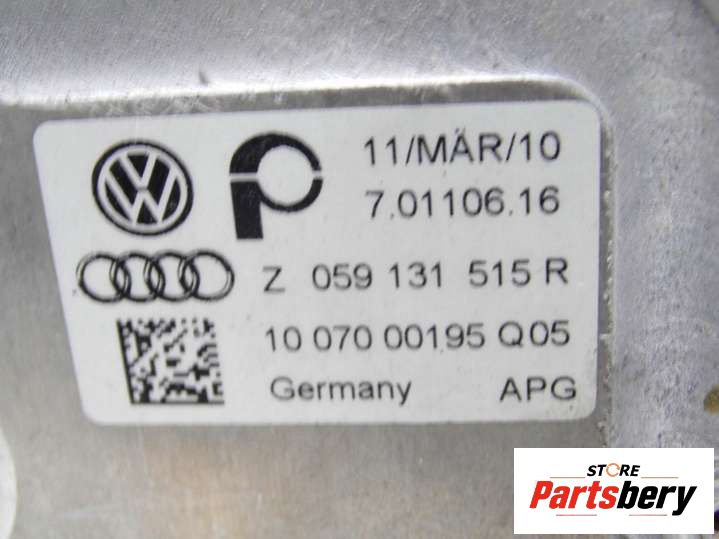 11/MÄR/10
7.01106.16
Z 059 131 515 R
10 070 00195 Q05
Germany APG
STORE
Partsbery